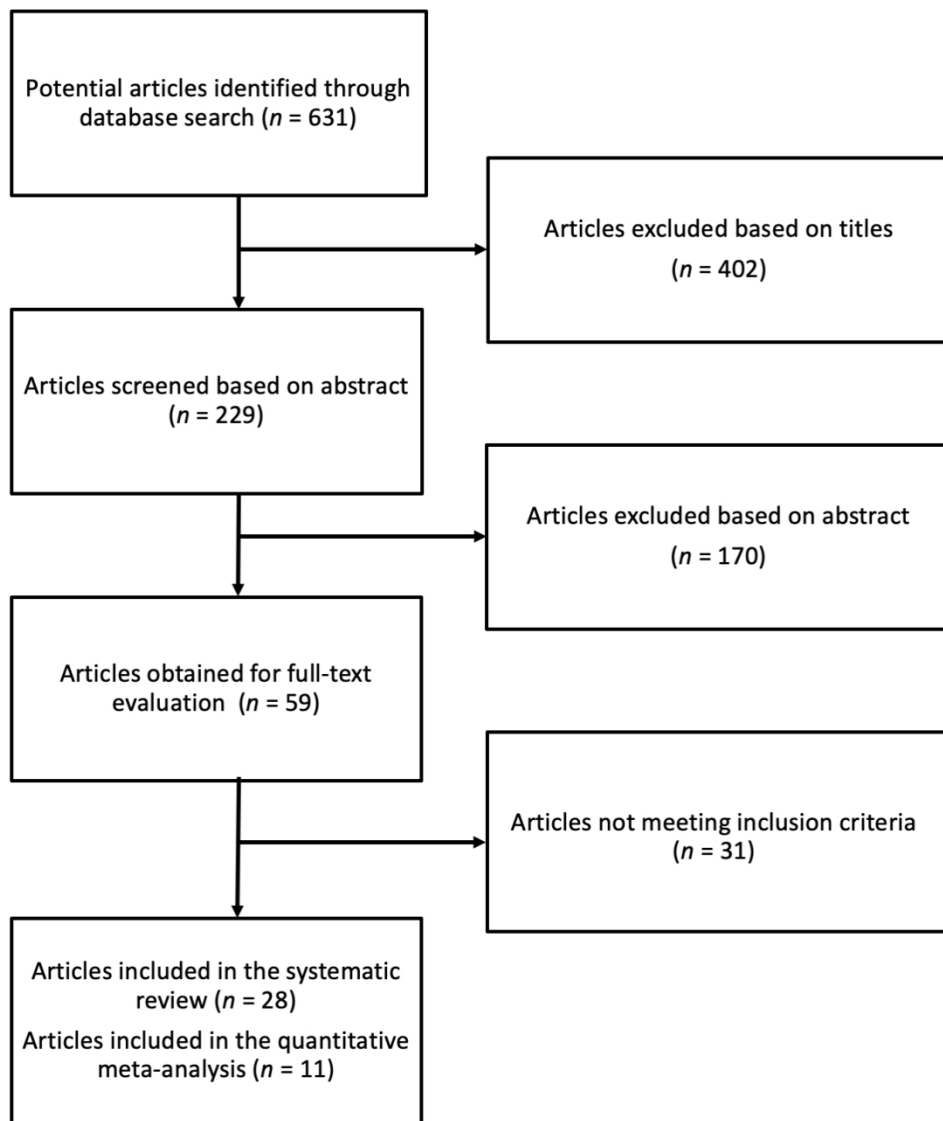 Potential articles identified through
database search (n = 631)
Articles excluded based on titles
(n = 402)
Articles screened based on abstract
(n = 229)
Articles excluded based on abstract
(n = 170)
Articles obtained for full-text
evaluation (n = 59)
Articles not meeting inclusion criteria
(n = 31)
Articles included in the systematic
review (n = 28)
Articles included in the quantitative
meta-analysis (n = 11)